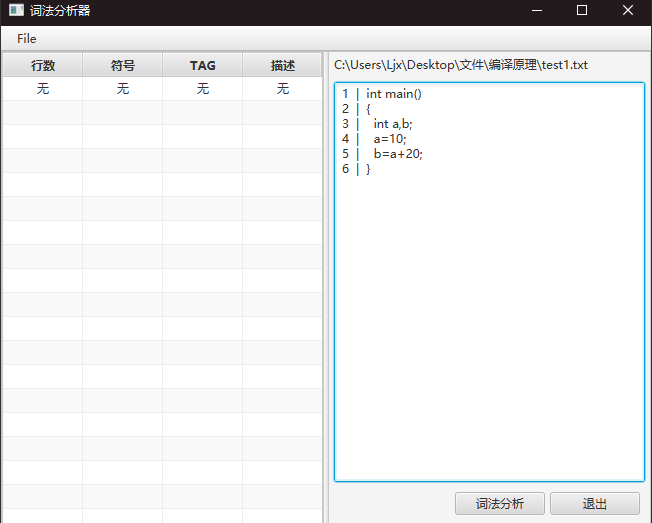 词法分析器
File
行数 符号 TAG 描述
无 无 无 无
C:\Users\Ljx\Desktop\文件\编译原理\test1.txt
1 | int main()
2 | {
3 |   int a,b;
4 |   a=10;
5 |   b=a+20;
6 | }
词法分析 退出